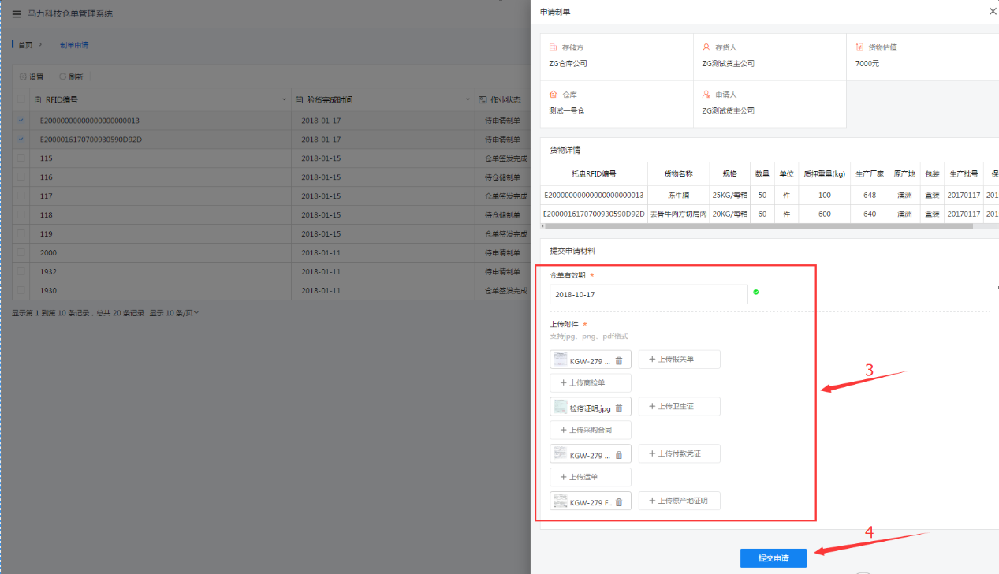 马力科技仓单管理系统
首页
制单申请
设置 刷新
RFID编号 验货完成时间 作业状态
E20000000000000000000013 2018-01-17 待申请制单
E2000016170700930590D92D 2018-01-17 待申请制单
115 2018-01-15 仓单签发完成
116 2018-01-15 待仓储制单
117 2018-01-15 仓单签发完成
118 2018-01-15 待仓储制单
119 2018-01-15 仓单签发完成
2000 2018-01-11 待申请制单
1932 2018-01-11 待申请制单
1930 2018-01-11 仓单签发完成
显示第 1 到第 10 条记录，总共 20 条记录 显示 10 条/页
申请制单
存储方 存货人 货物估值
ZG仓库公司 ZG测试货主公司 7000元
仓库 申请人
测试一号仓 ZG测试货主公司
货物详情
托盘RFID编号 货物名称 规格 数量 单位 质押重量(kg) 生产厂家 原产地 包装 生产批号 保
E20000000000000000000013 冻牛腩 25KG/每箱 50 件 100 648 澳洲 盒装 20170117 201
E2000016170700930590D92D 去骨牛肉方切肩肉 20KG/每箱 60 件 600 640 澳洲 盒装 20170117 201
提交申请材料
仓单有效期 *
2018-10-17
上传附件 *
支持jpg、png、pdf格式
KGW-279 ... + 上传报关单
+ 上传商检单
检疫证明.jpg + 上传卫生证
+ 上传采购合同
KGW-279 ... + 上传付款凭证
+ 上传运单
KGW-279 F.. + 上传原产地证明
3
4
提交申请